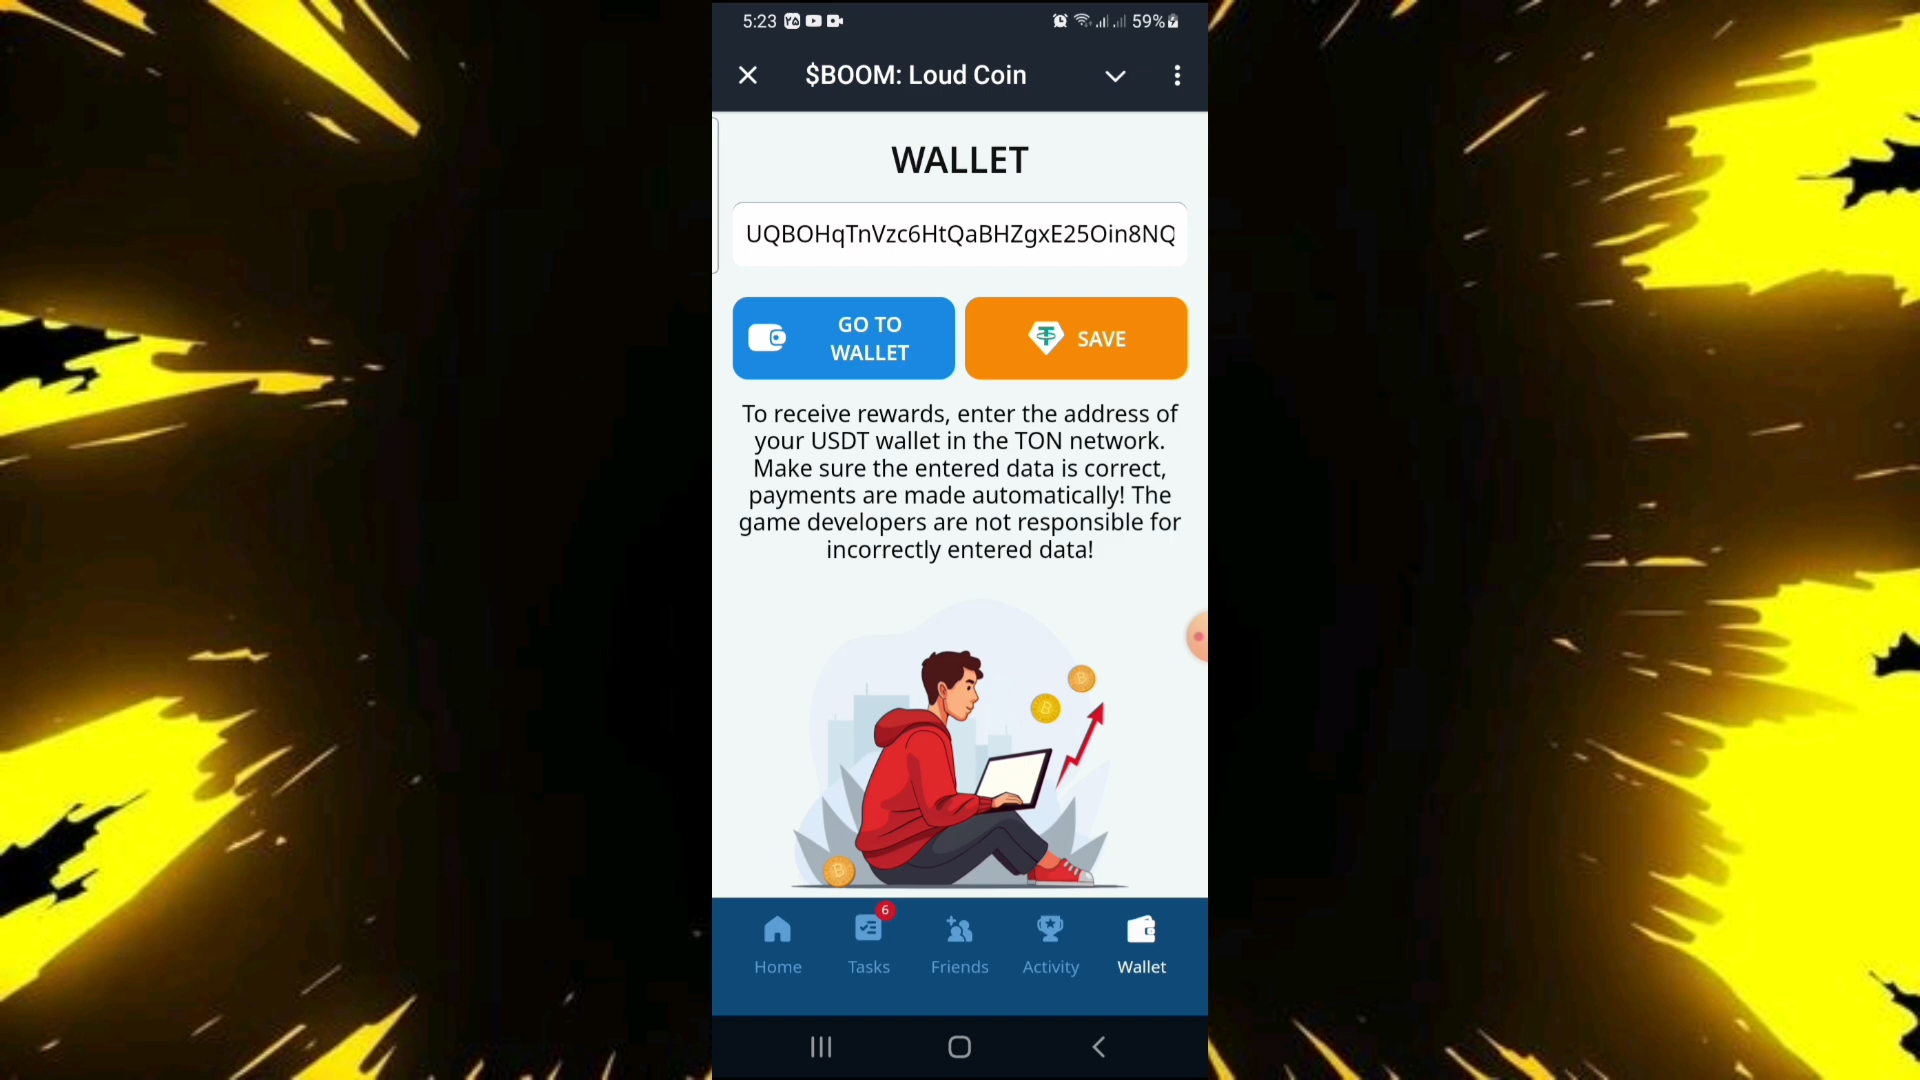 5:23 ۲۵ 59%
$BOOM: Loud Coin
WALLET
UQBOHqTnVzc6HtQaBHZgxE25Oin8NQ
GO TO
WALLET
SAVE
To receive rewards, enter the address of
your USDT wallet in the TON network.
Make sure the entered data is correct,
payments are made automatically! The
game developers are not responsible for
incorrectly entered data!
6
Home Tasks Friends Activity Wallet